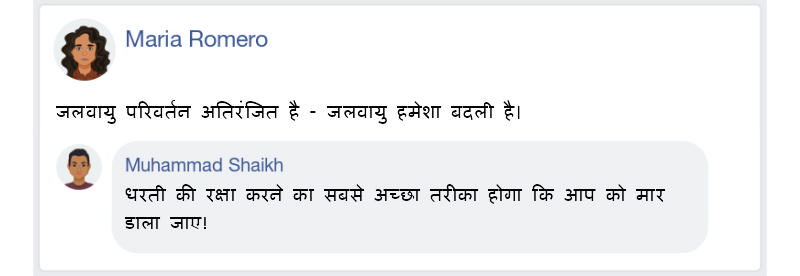 Maria Romero
जलवायु परिवर्तन अतिरंजित है - जलवायु हमेशा बदली है।
Muhammad Shaikh
धरती की रक्षा करने का सबसे अच्छा तरीका होगा कि आप को मार
डाला जाए!